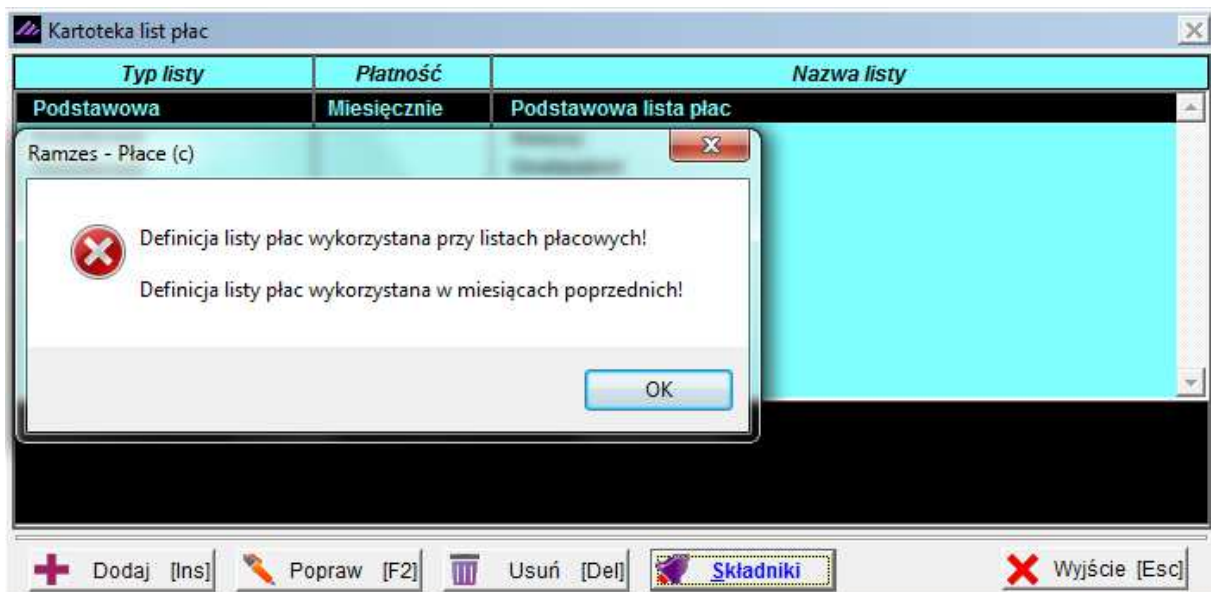 Kartoteka list płac
Typ listy Płatność Nazwa listy
Podstawowa Miesięcznie Podstawowa lista płac
Ramzes - Płace (c)
Definicja listy płac wykorzystana przy listach płacowych!
Definicja listy płac wykorzystana w miesiącach poprzednich!
OK
Dodaj [Ins] Popraw [F2] Usuń [Del] Składniki Wyjście [Esc]